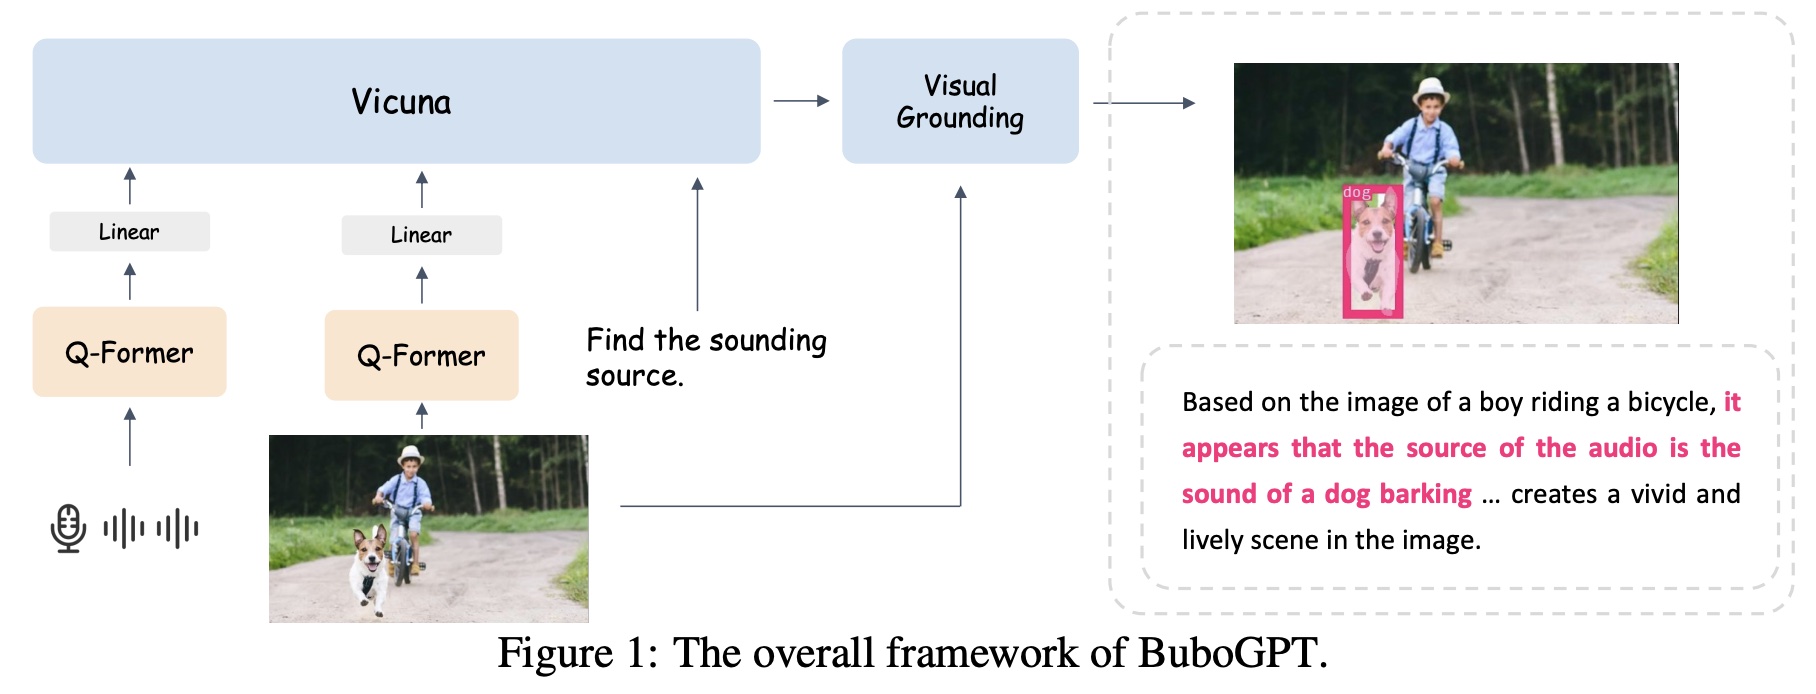 Vicuna
Visual
Grounding
Linear
Linear
Q-Former
Q-Former
Find the sounding
source.
dog
Based on the image of a boy riding a bicycle, it
appears that the source of the audio is the
sound of a dog barking ... creates a vivid and
lively scene in the image.
Figure 1: The overall framework of BuboGPT.